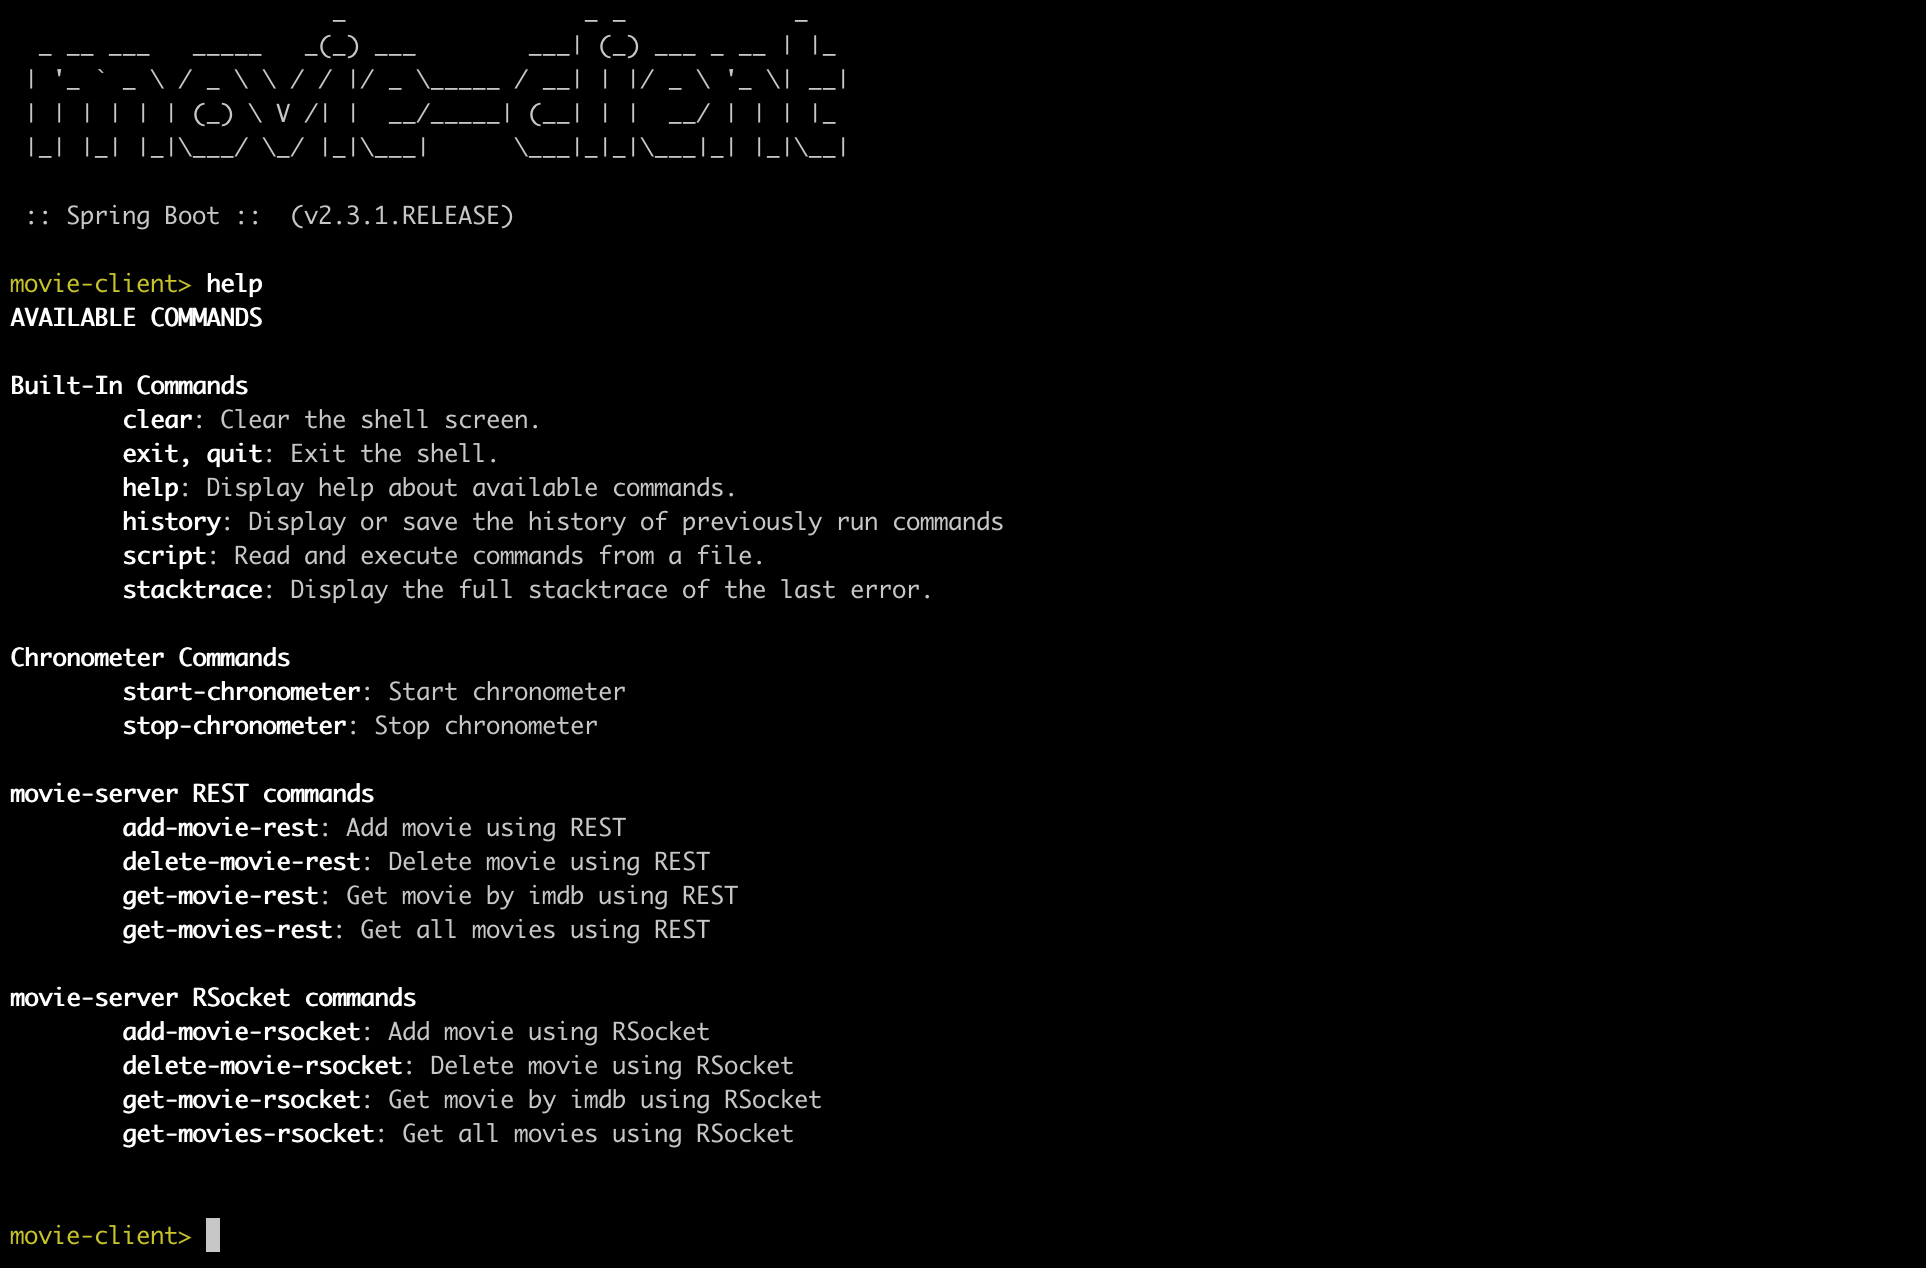 _                 _ _            _
  _ __ ___   _____   _(_) ___        ___| (_) ___ _ __ | |_
 | '_ ` _ \ / _ \ \ / / |/ _ \_____ / __| | |/ _ \ '_ \| __|
 | | | | | | (_) \ V /| |  __/_____| (__| | |  __/ | | | |_
 |_| |_| |_|\___/ \_/ |_|\___|      \___|_|_|\___|_| |_|\__|
 :: Spring Boot ::  (v2.3.1.RELEASE)
movie-client> help
AVAILABLE COMMANDS
Built-In Commands
        clear: Clear the shell screen.
        exit, quit: Exit the shell.
        help: Display help about available commands.
        history: Display or save the history of previously run commands
        script: Read and execute commands from a file.
        stacktrace: Display the full stacktrace of the last error.
Chronometer Commands
        start-chronometer: Start chronometer
        stop-chronometer: Stop chronometer
movie-server REST commands
        add-movie-rest: Add movie using REST
        delete-movie-rest: Delete movie using REST
        get-movie-rest: Get movie by imdb using REST
        get-movies-rest: Get all movies using REST
movie-server RSocket commands
        add-movie-rsocket: Add movie using RSocket
        delete-movie-rsocket: Delete movie using RSocket
        get-movie-rsocket: Get movie by imdb using RSocket
        get-movies-rsocket: Get all movies using RSocket
movie-client>